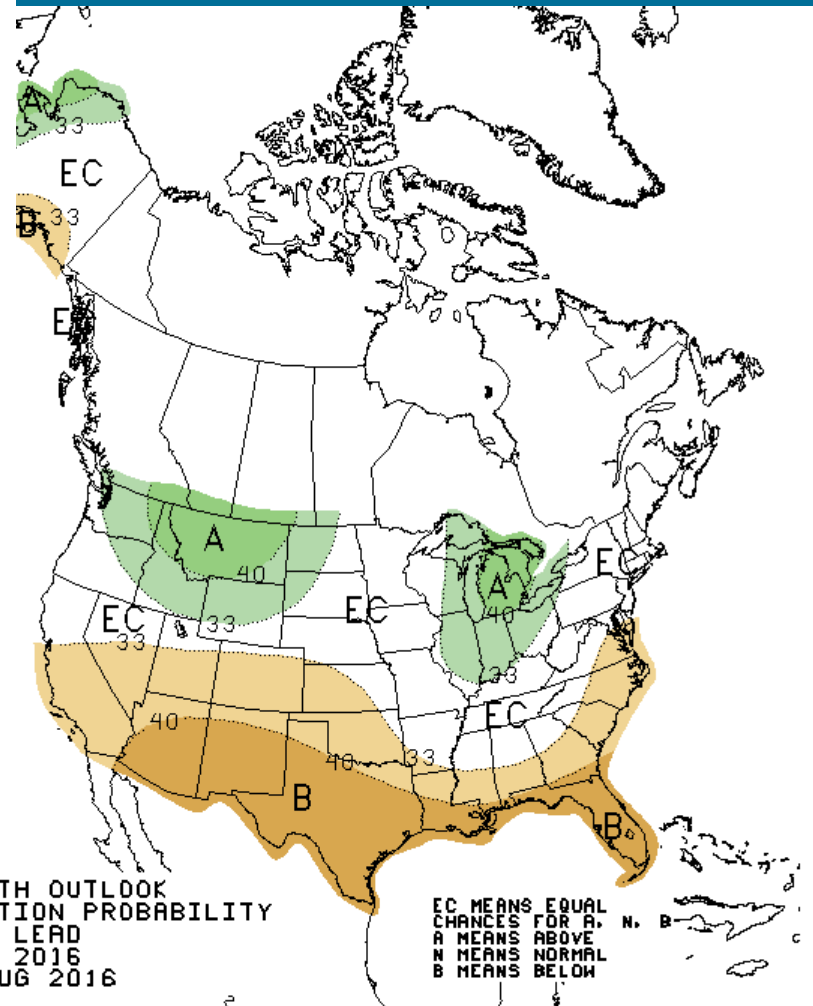 A
33
EC
B 33
E
A
40
EC
33
33
EC
A
40
33
EC
EC
40
40
33
B
B
TH OUTLOOK
TION PROBABILITY
LEAD
2016
UG 2016
EC MEANS EQUAL
CHANCES FOR A, N, B
A MEANS ABOVE
N MEANS NORMAL
B MEANS BELOW